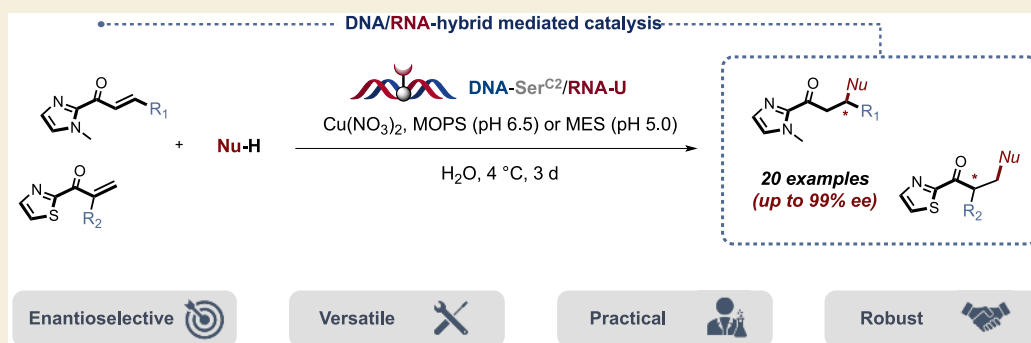 DNA/RNA-hybrid mediated catalysis
O
N
N
R₁
+
Nu-H
O
N
S
R₂
DNA-Serᶜ²/RNA-U
Cu(NO₃)₂, MOPS (pH 6.5) or MES (pH 5.0)
H₂O, 4 °C, 3 d
O
Nu
N
N
*
R₁
20 examples
(up to 99% ee)
O
Nu
N
*
S
R₂
Enantioselective
Versatile
Practical
Robust